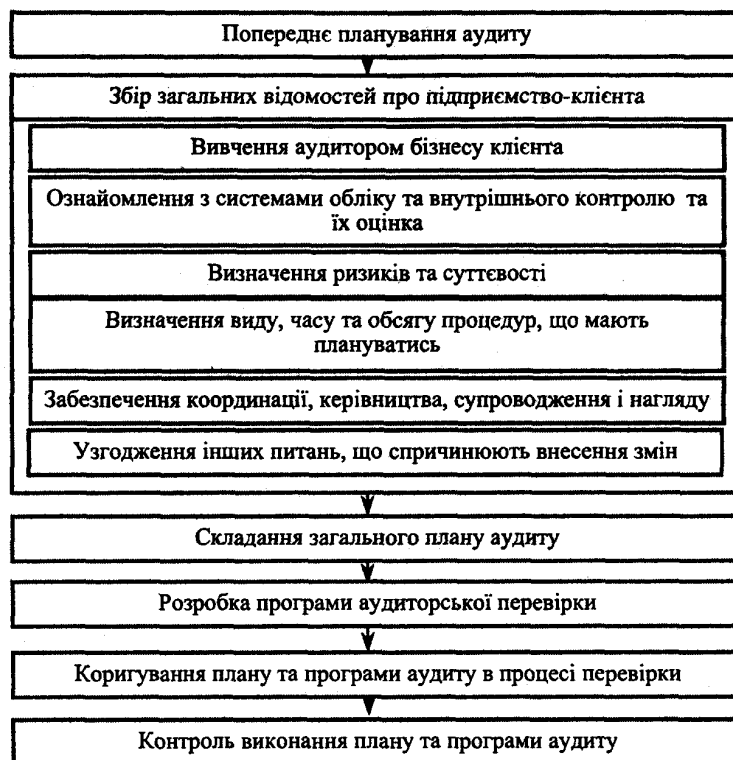 Попереднє планування аудиту
Збір загальних відомостей про підприємство-клієнта
Вивчення аудитором бізнесу клієнта
Ознайомлення з системами обліку та внутрішнього контролю та
їх оцінка
Визначення ризиків та суттєвості
Визначення виду, часу та обсягу процедур, що мають
плануватись
Забезпечення координації, керівництва, супроводження і нагляду
Узгодження інших питань, що спричинюють внесення змін
Складання загального плану аудиту
Розробка програми аудиторської перевірки
Коригування плану та програми аудиту в процесі перевірки
Контроль виконання плану та програми аудиту